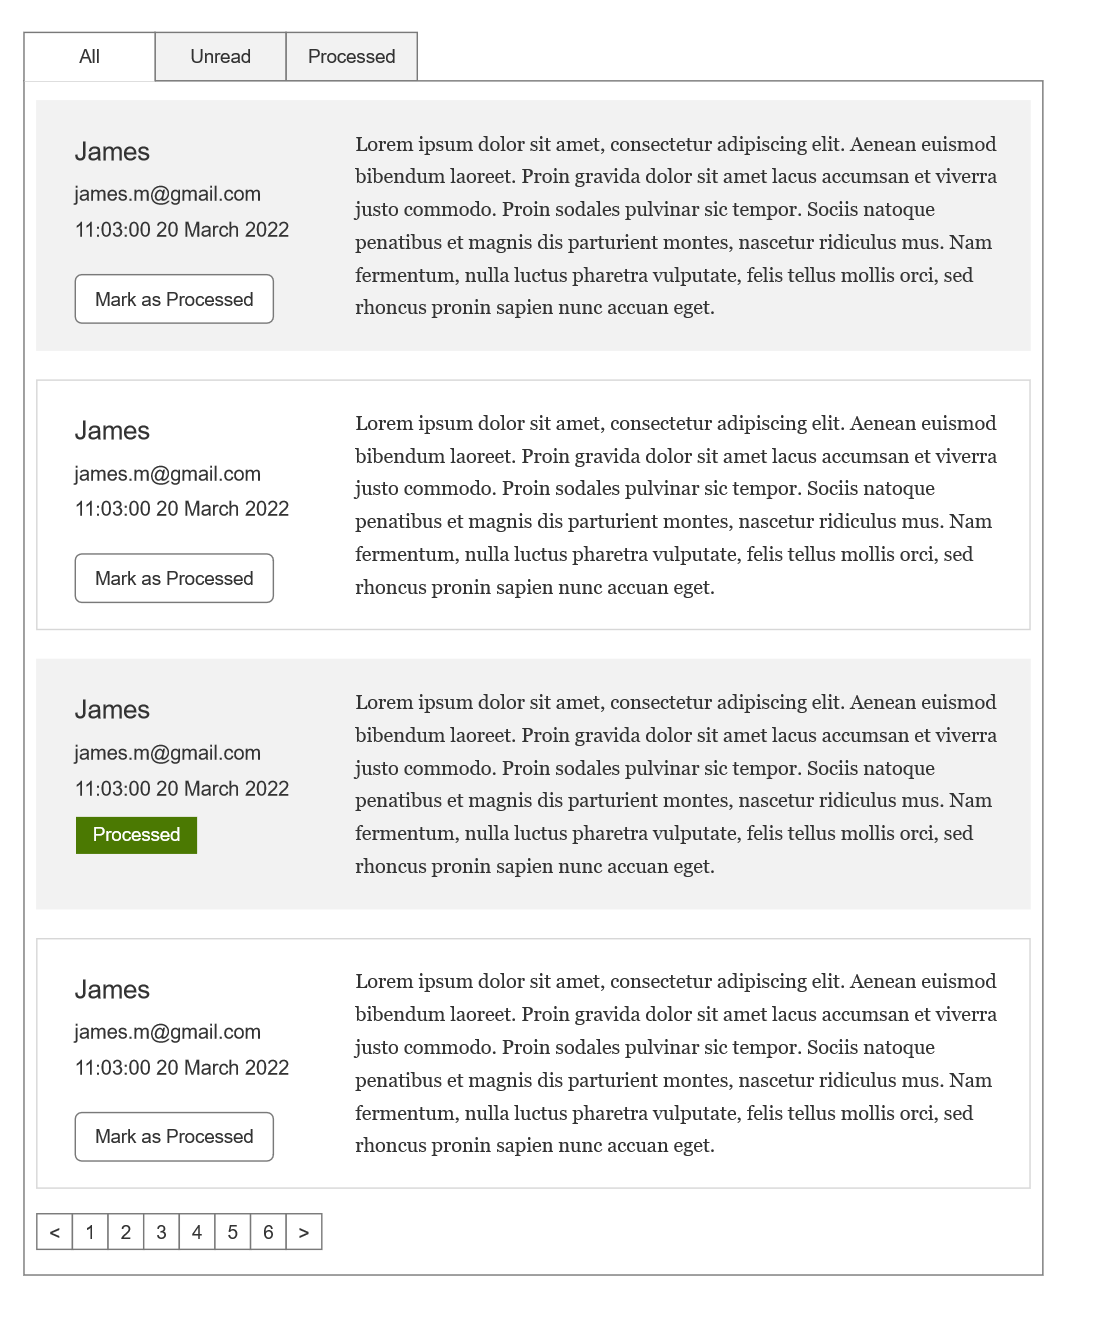 All Unread Processed
James
james.m@gmail.com
11:03:00 20 March 2022
Mark as Processed
Lorem ipsum dolor sit amet, consectetur adipiscing elit. Aenean euismod
bibendum laoreet. Proin gravida dolor sit amet lacus accumsan et viverra
justo commodo. Proin sodales pulvinar sic tempor. Sociis natoque
penatibus et magnis dis parturient montes, nascetur ridiculus mus. Nam
fermentum, nulla luctus pharetra vulputate, felis tellus mollis orci, sed
rhoncus pronin sapien nunc accuan eget.
James
james.m@gmail.com
11:03:00 20 March 2022
Mark as Processed
Lorem ipsum dolor sit amet, consectetur adipiscing elit. Aenean euismod
bibendum laoreet. Proin gravida dolor sit amet lacus accumsan et viverra
justo commodo. Proin sodales pulvinar sic tempor. Sociis natoque
penatibus et magnis dis parturient montes, nascetur ridiculus mus. Nam
fermentum, nulla luctus pharetra vulputate, felis tellus mollis orci, sed
rhoncus pronin sapien nunc accuan eget.
James
james.m@gmail.com
11:03:00 20 March 2022
Processed
Lorem ipsum dolor sit amet, consectetur adipiscing elit. Aenean euismod
bibendum laoreet. Proin gravida dolor sit amet lacus accumsan et viverra
justo commodo. Proin sodales pulvinar sic tempor. Sociis natoque
penatibus et magnis dis parturient montes, nascetur ridiculus mus. Nam
fermentum, nulla luctus pharetra vulputate, felis tellus mollis orci, sed
rhoncus pronin sapien nunc accuan eget.
James
james.m@gmail.com
11:03:00 20 March 2022
Mark as Processed
Lorem ipsum dolor sit amet, consectetur adipiscing elit. Aenean euismod
bibendum laoreet. Proin gravida dolor sit amet lacus accumsan et viverra
justo commodo. Proin sodales pulvinar sic tempor. Sociis natoque
penatibus et magnis dis parturient montes, nascetur ridiculus mus. Nam
fermentum, nulla luctus pharetra vulputate, felis tellus mollis orci, sed
rhoncus pronin sapien nunc accuan eget.
< 1 2 3 4 5 6 >